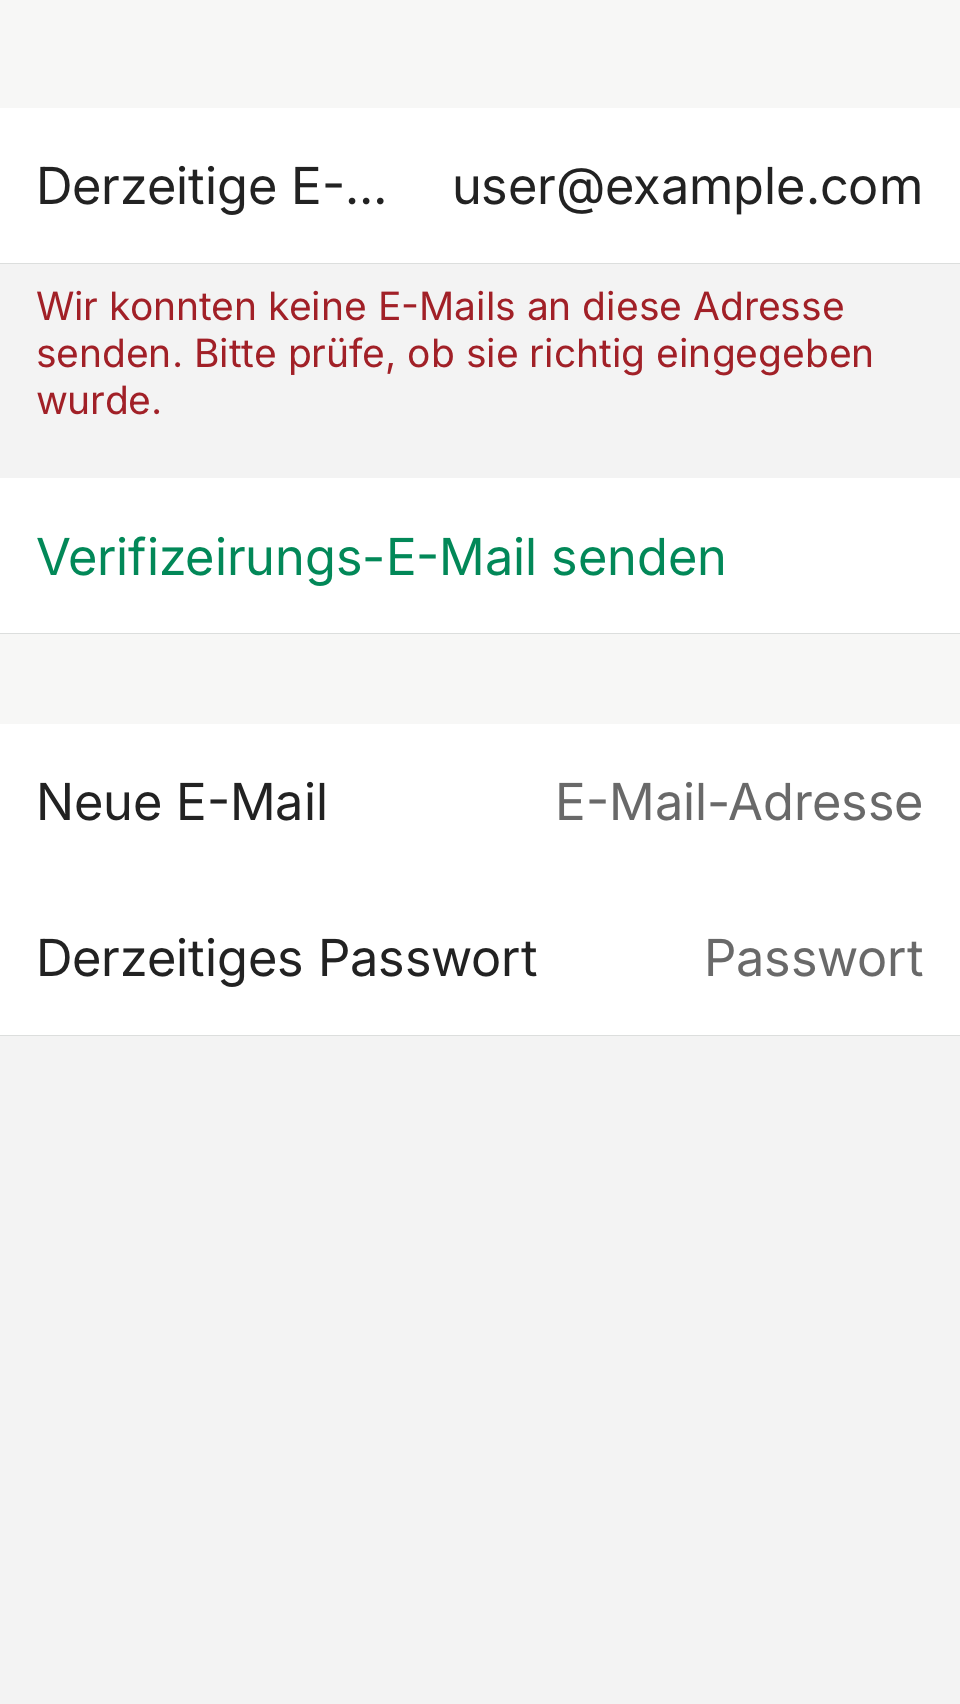 Derzeitige E-... user@example.com
Wir konnten keine E-Mails an diese Adresse
senden. Bitte prüfe, ob sie richtig eingegeben
wurde.
Verifizeirungs-E-Mail senden
Neue E-Mail E-Mail-Adresse
Derzeitiges Passwort Passwort